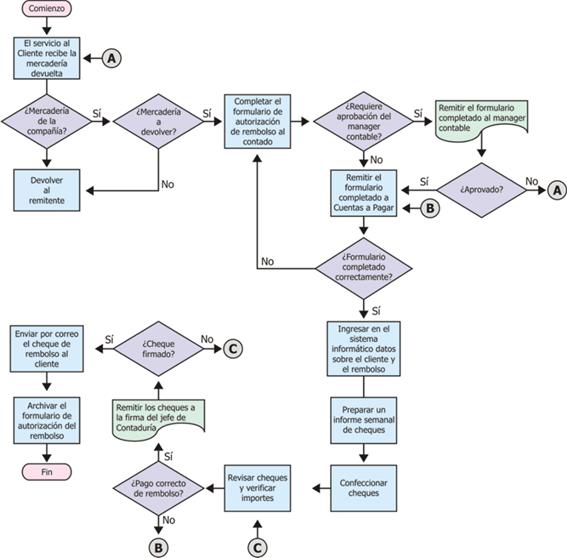 Comienzo
El servicio al
Cliente recibe la
mercadería
devuelta
A
¿Mercadería
de la
compañía?
Sí
¿Mercadería
a
devolver?
Sí
No
Devolver
al
remitente
Completar el
formulario de
autorización
de rembolso al
contado
¿Requiere
aprobación del
manager
contable?
Sí
No
Remitir el formulario
completado al manager
contable
¿Aprobado?
Sí
No
A
Remitir el
formulario
completado a
Cuentas a Pagar
B
¿Formulario
completado
correctamente?
No
Sí
Ingresar en el
sistema
informático datos
sobre el cliente y
el rembolso
Preparar un
informe semanal
de cheques
Confeccionar
cheques
Revisar cheques
y verificar
importes
C
¿Pago correcto
de rembolso?
No
B
Sí
Remitir los cheques a
la firma del jefe de
Contaduría
¿Cheque
firmado?
No
C
Sí
Enviar por correo
el cheque de
rembolso al
cliente
Archivar el
formulario de
autorización del
rembolso
Fin